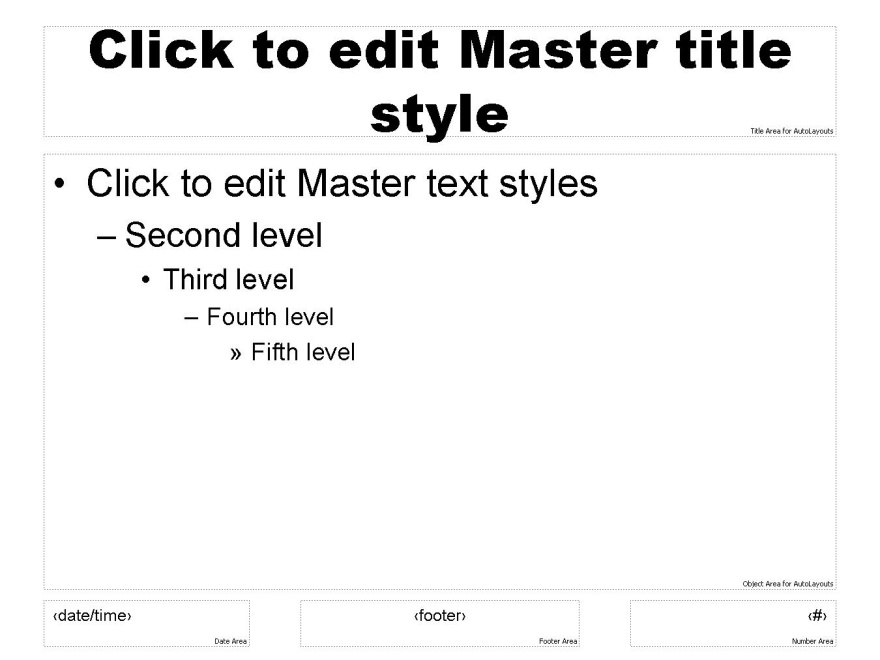 Click to edit Master title
style
Title Area for AutoLayouts
• Click to edit Master text styles
– Second level
• Third level
– Fourth level
» Fifth level
Object Area for AutoLayouts
‹date/time›
Date Area
‹footer›
Footer Area
‹#›
Number Area